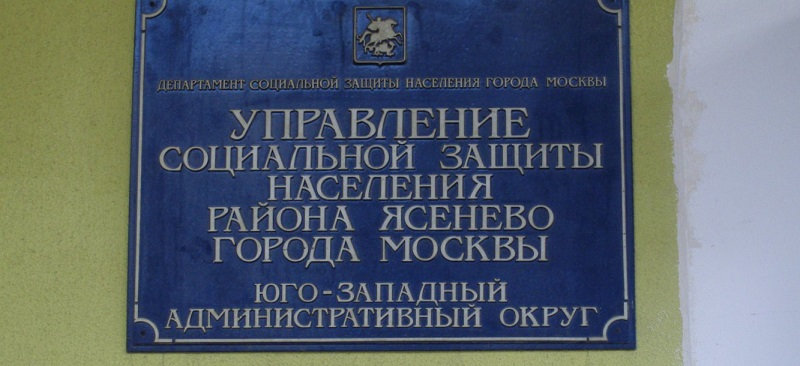 ДЕПАРТАМЕНТ СОЦИАЛЬНОЙ ЗАЩИТЫ НАСЕЛЕНИЯ ГОРОДА МОСКВЫ
УПРАВЛЕНИЕ
СОЦИАЛЬНОЙ ЗАЩИТЫ
НАСЕЛЕНИЯ
РАЙОНА ЯСЕНЕВО
ГОРОДА МОСКВЫ
ЮГО-ЗАПАДНЫЙ
АДМИНИСТРАТИВНЫЙ ОКРУГ